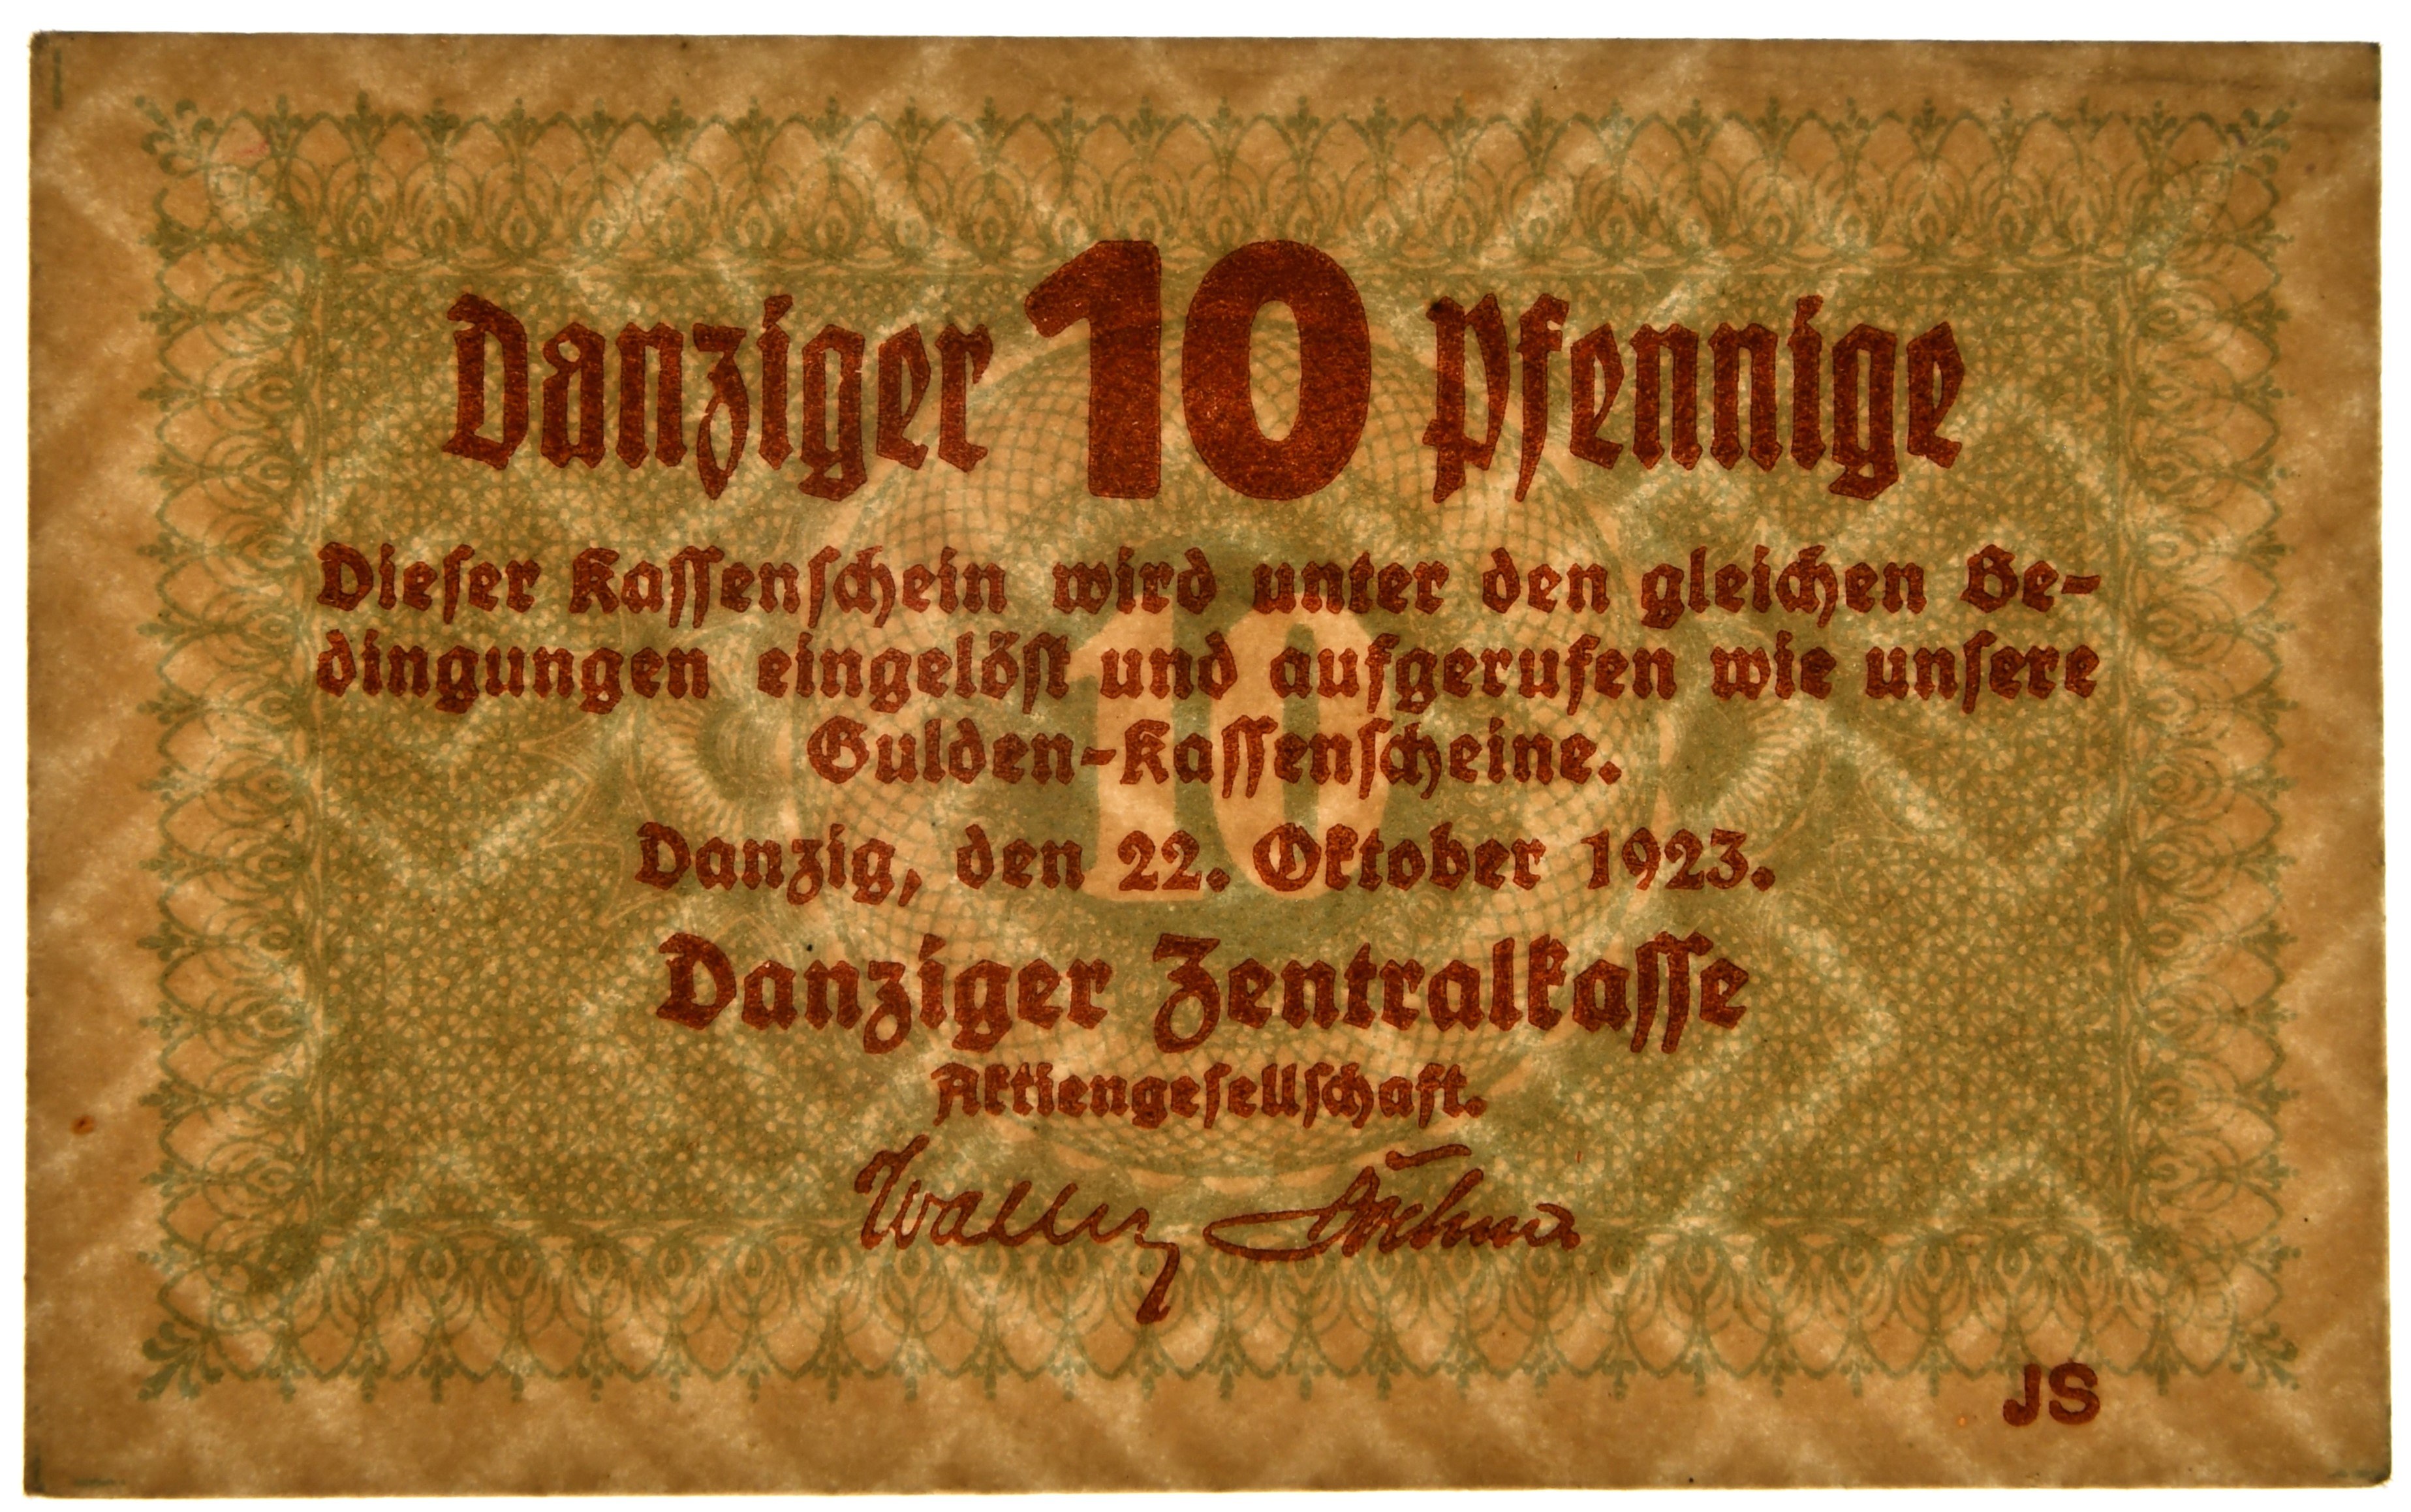 Danziger 10 Pfennige
Dieser Kassenschein wird unter den gleichen Be-
dingungen eingelöst und aufgerufen wie unsere
Gulden-Kassenscheine.
10
Danzig, den 22. Oktober 1923.
Danziger Zentralkasse
Aktiengesellschaft.
JS